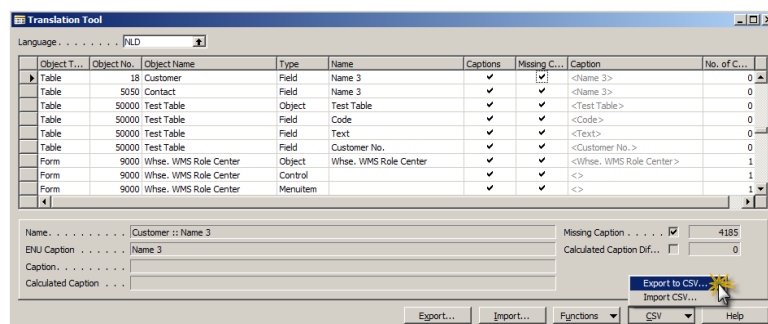 Translation Tool
Language . . . . . . . . NLD
Object T... Object No. Object Name Type Name Captions Missing C... Caption No. of C...
Table 18 Customer Field Name 3 <Name 3> 0
Table 5050 Contact Field Name 3 <Name 3> 0
Table 50000 Test Table Object Test Table <Test Table> 0
Table 50000 Test Table Field Code <Code> 0
Table 50000 Test Table Field Text <Text> 0
Table 50000 Test Table Field Customer No. <Customer No.> 0
Form 9000 Whse. WMS Role Center Object Whse. WMS Role Center <Whse. WMS Role Center> 1
Form 9000 Whse. WMS Role Center Control <> 1
Form 9000 Whse. WMS Role Center Menuitem <> 1
Name. . . . . . . . . . . Customer :: Name 3 Missing Caption . . . . . 4185
ENU Caption . . . . . . Name 3 Calculated Caption Dif... 0
Caption. . . . . . . . . .
Calculated Caption . . .
Export to CSV...
Import CSV...
Export... Import... Functions CSV Help